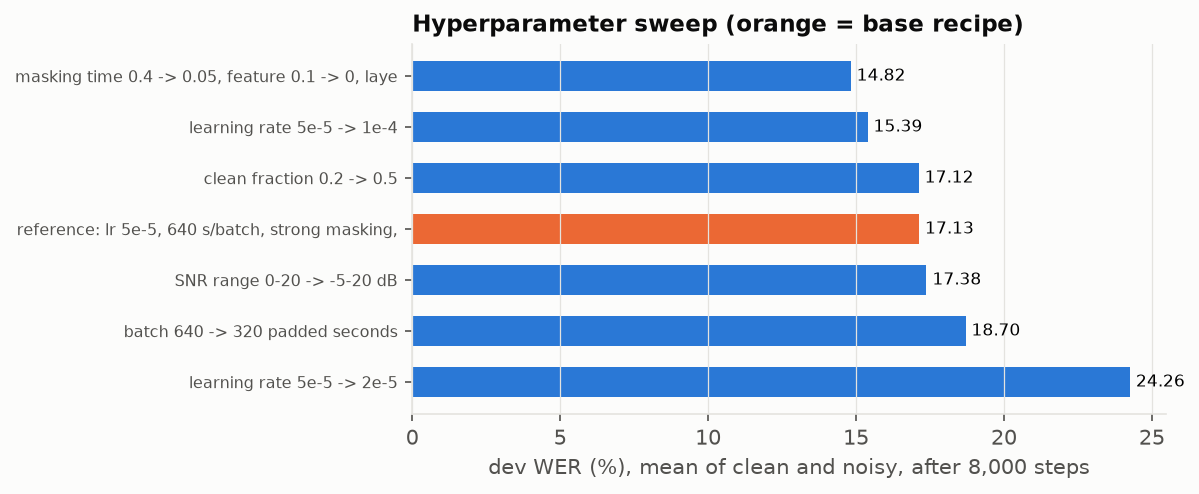 Hyperparameter sweep (orange = base recipe)
masking time 0.4 -> 0.05, feature 0.1 -> 0, laye
14.82
learning rate 5e-5 -> 1e-4
15.39
clean fraction 0.2 -> 0.5
17.12
reference: lr 5e-5, 640 s/batch, strong masking,
17.13
SNR range 0-20 -> -5-20 dB
17.38
batch 640 -> 320 padded seconds
18.70
learning rate 5e-5 -> 2e-5
24.26
0 5 10 15 20 25
dev WER (%), mean of clean and noisy, after 8,000 steps